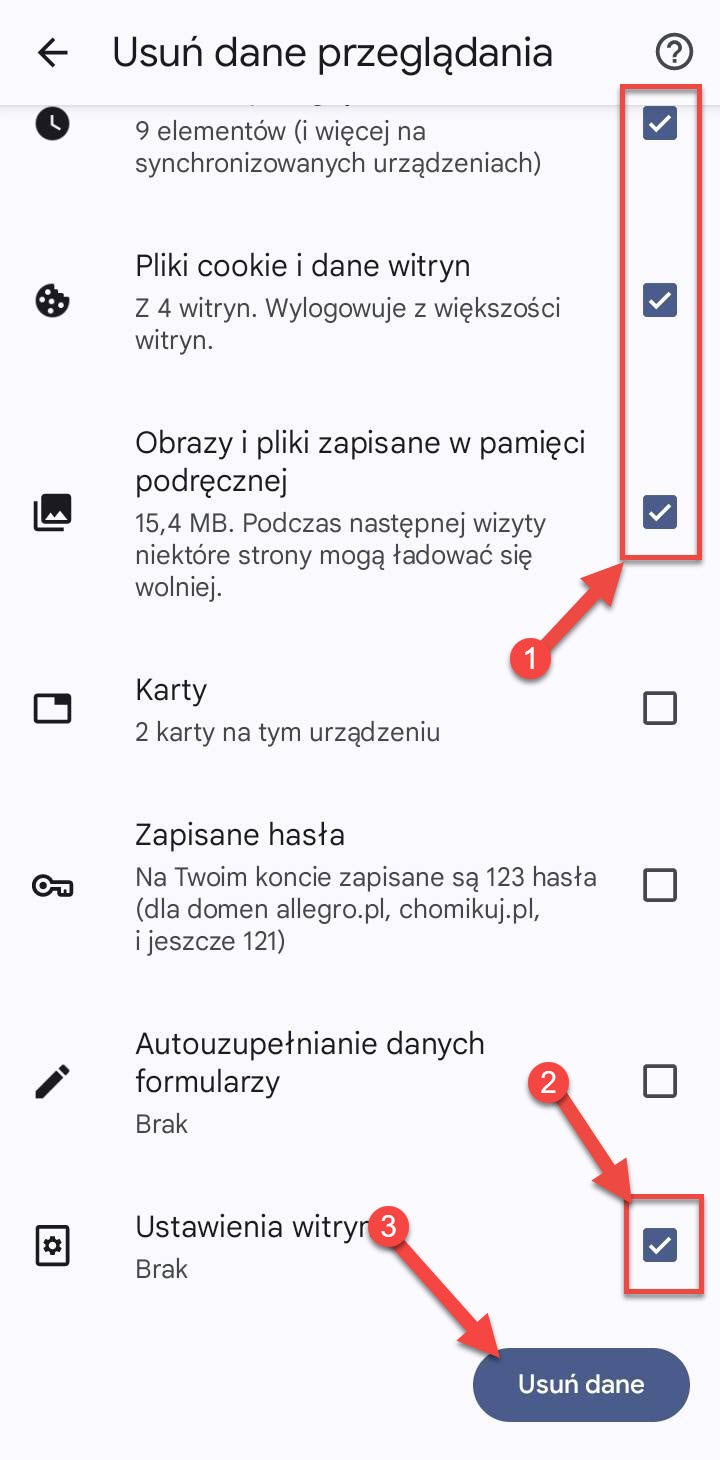 Usuń dane przeglądania
9 elementów (i więcej na
synchronizowanych urządzeniach)
Pliki cookie i dane witryn
Z 4 witryn. Wylogowuje z większości
witryn.
Obrazy i pliki zapisane w pamięci
podręcznej
15,4 MB. Podczas następnej wizyty
niektóre strony mogą ładować się
wolniej.
1
Karty
2 karty na tym urządzeniu
Zapisane hasła
Na Twoim koncie zapisane są 123 hasła
(dla domen allegro.pl, chomikuj.pl,
i jeszcze 121)
Autouzupełnianie danych
formularzy
Brak
2
Ustawienia witryn
3
Brak
Usuń dane